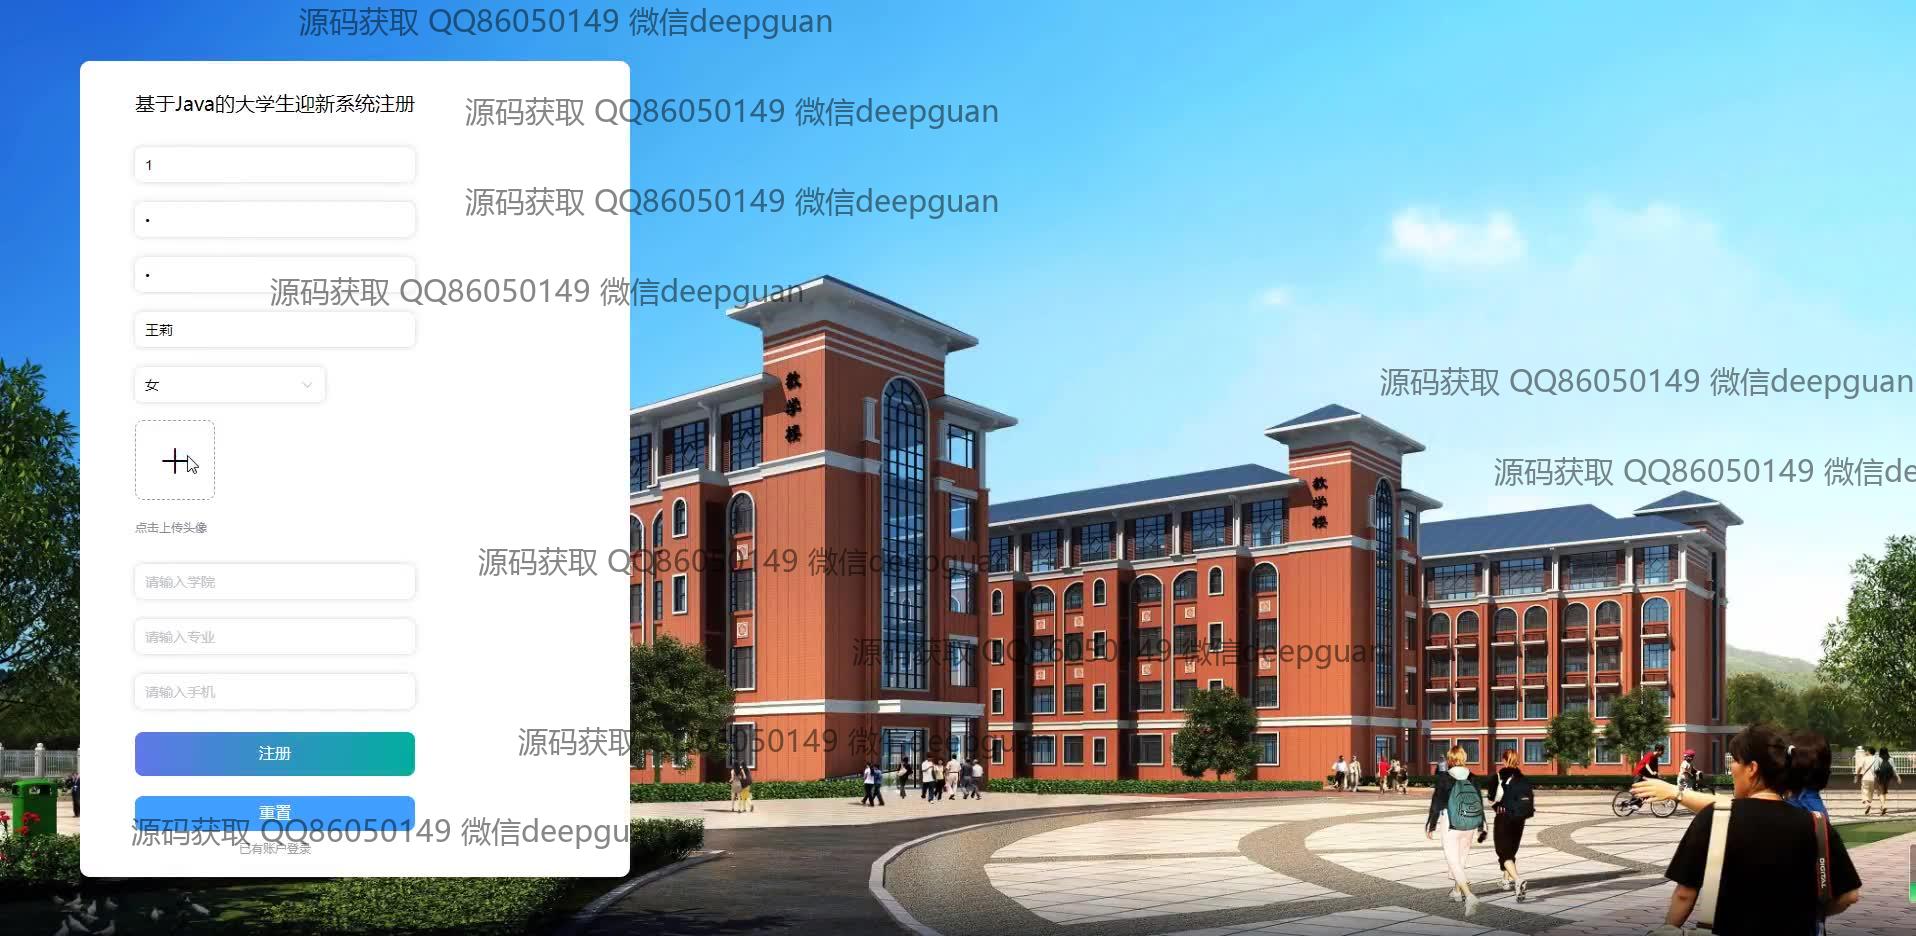 源码获取 QQ86050149 微信deepguan
基于Java的大学生迎新系统注册
源码获取 QQ86050149 微信deepguan
1
源码获取 QQ86050149 微信deepguan
•
•
源码获取 QQ86050149 微信deepguan
王莉
女
教学楼
源码获取 QQ86050149 微信deepguan
源码获取 QQ86050149 微信de
教学楼
点击上传头像
源码获取 QQ86050149 微信deepguan
请输入学院
请输入专业
源码获取 QQ86050149 微信deepguan
请输入手机
注册
源码获取 QQ86050149 微信deepguan
重置
源码获取 QQ86050149 微信deepgu
已有账户登录
DIGITAL